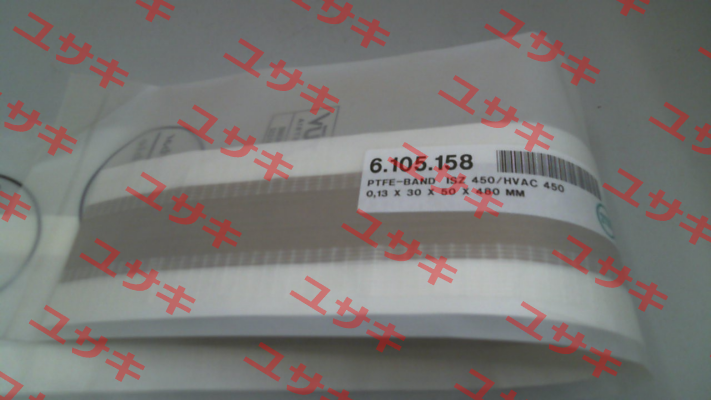 6.105.158
PTFE-BAND ISZ 450/HVAC 450
0,13 X 30 X 50 X 480 MM
ユサキ